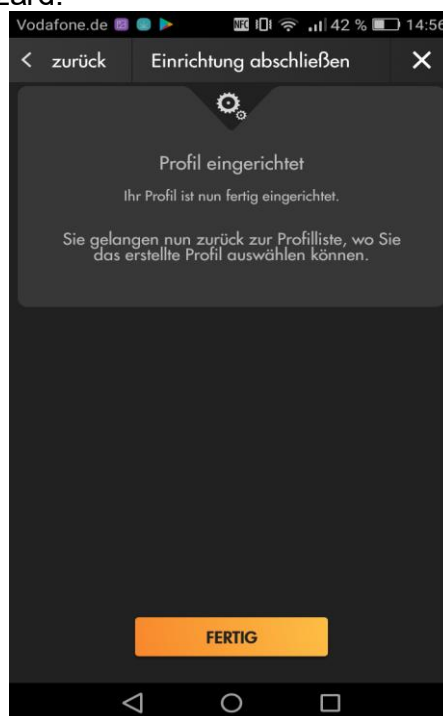 Vodafone.de 42 % 14:56
zurück Einrichtung abschließen
Profil eingerichtet
Ihr Profil ist nun fertig eingerichtet.
Sie gelangen nun zurück zur Profilliste, wo Sie
das erstellte Profil auswählen können.
FERTIG